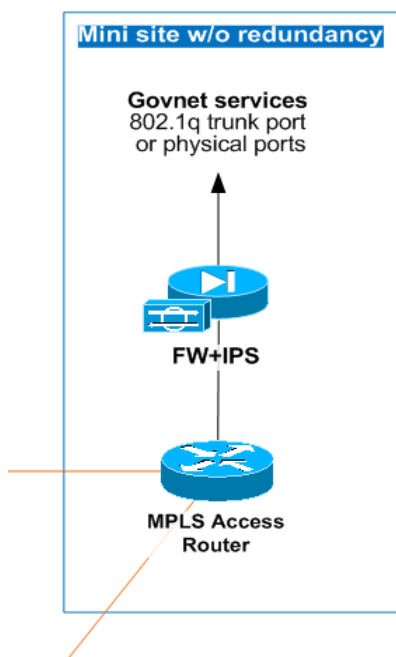 Mini site w/o redundancy
Govnet services
802.1q trunk port
or physical ports
FW+IPS
MPLS Access
Router